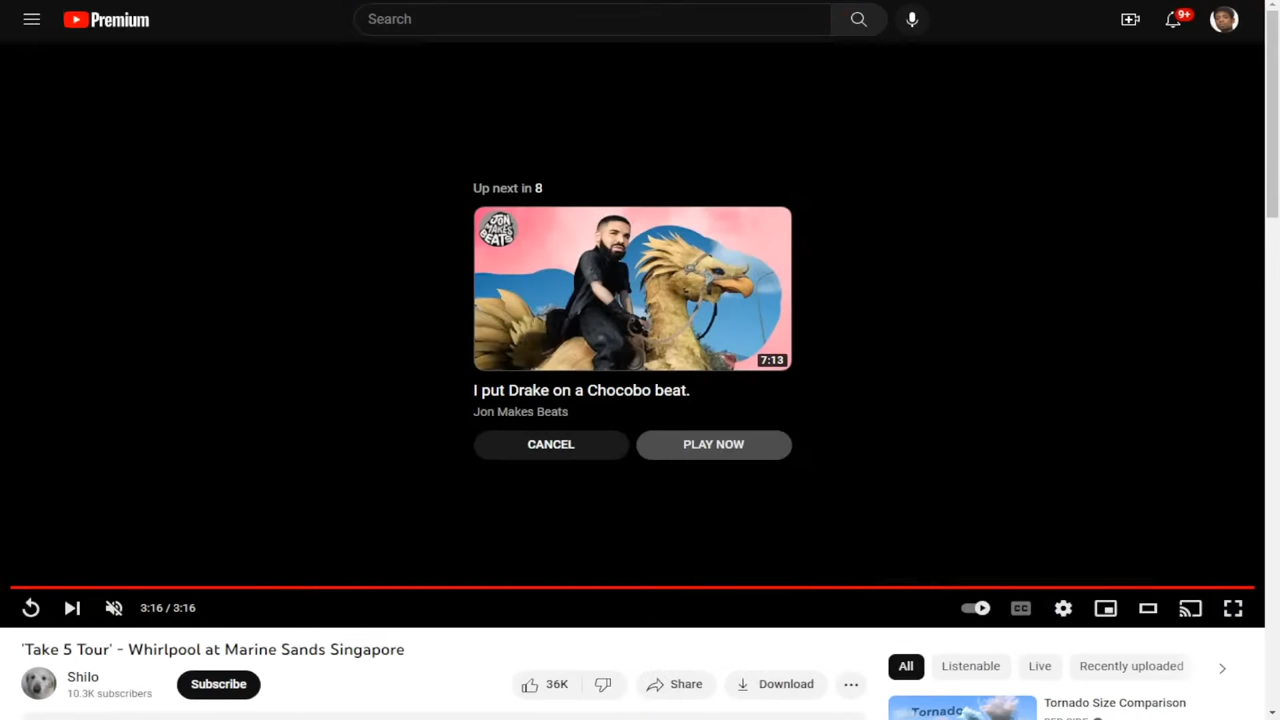 Premium
Search
9+
Up next in 8
JON MAKES BEATS
7:13
I put Drake on a Chocobo beat.
Jon Makes Beats
CANCEL
PLAY NOW
3:16 / 3:16
CC
'Take 5 Tour' - Whirlpool at Marine Sands Singapore
Shilo
10.3K subscribers
Subscribe
36K
Share
Download
All
Listenable
Live
Recently uploaded
Tornado
Tornado Size Comparison